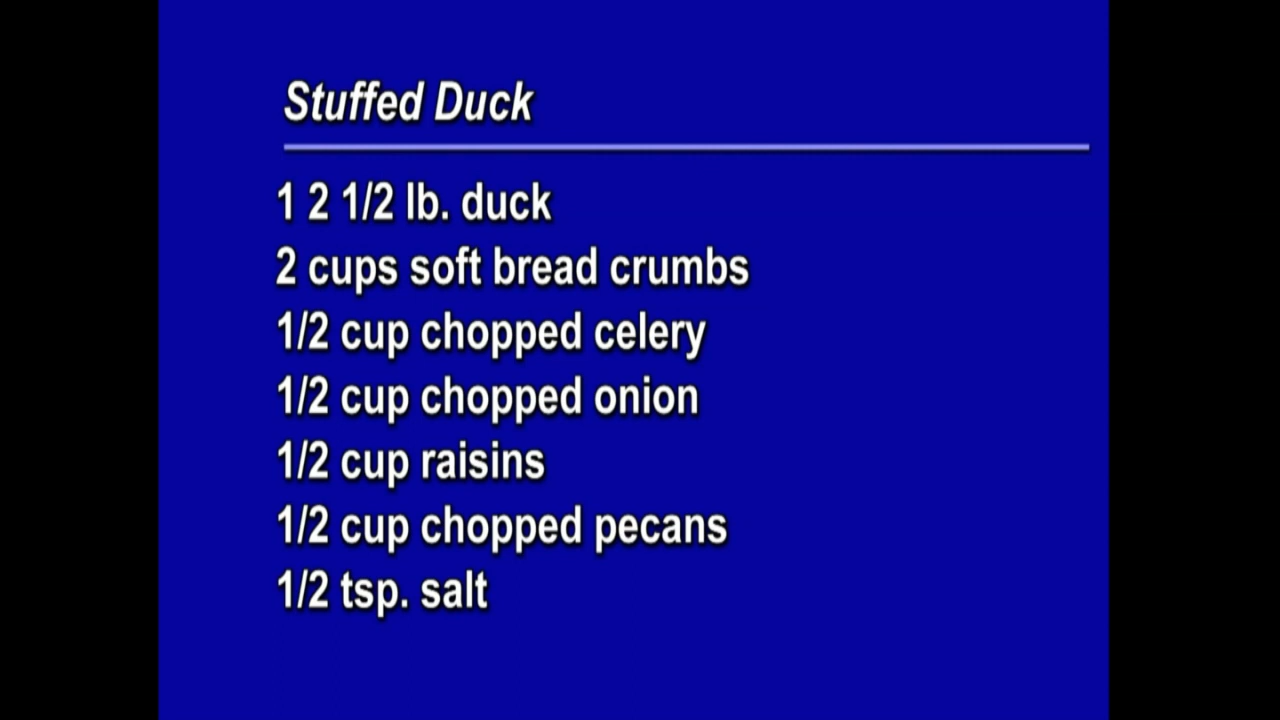 Stuffed Duck
1 2 1/2 lb. duck
2 cups soft bread crumbs
1/2 cup chopped celery
1/2 cup chopped onion
1/2 cup raisins
1/2 cup chopped pecans
1/2 tsp. salt